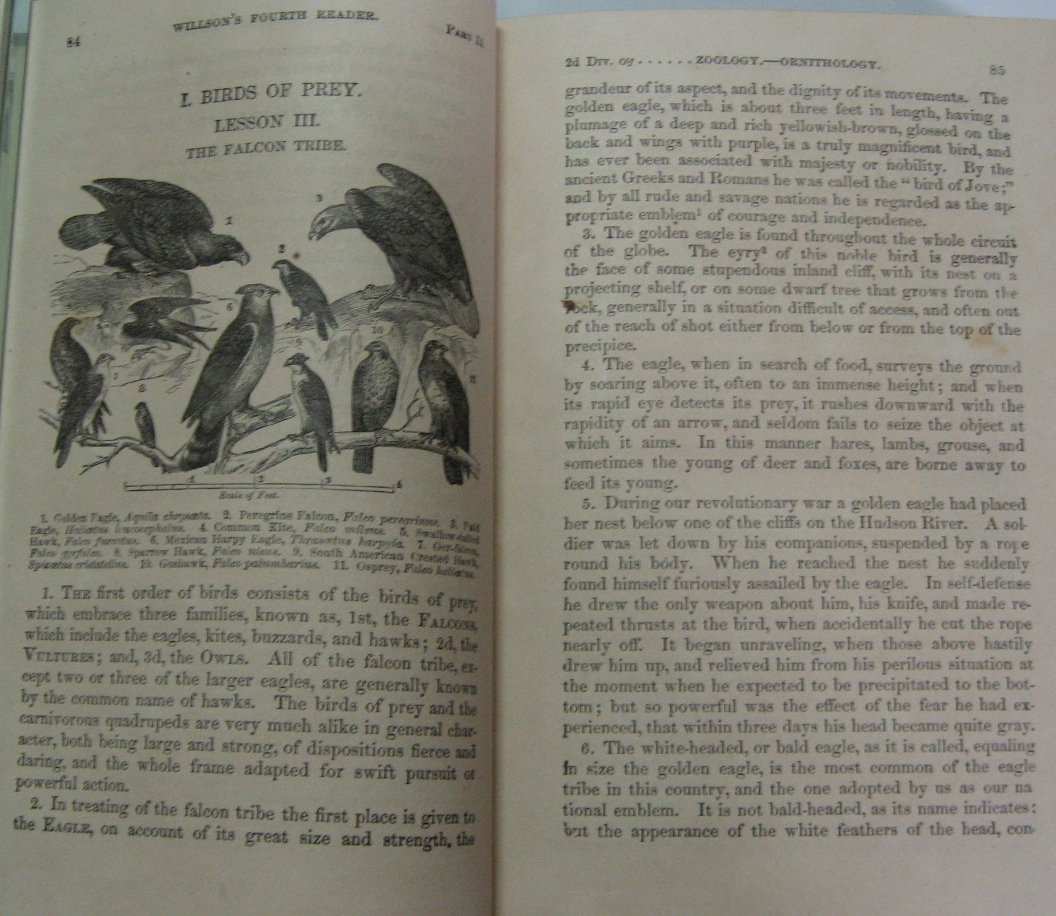 84
WILLSON'S FOURTH READER.
PART II.
I. BIRDS OF PREY.
LESSON III.
THE FALCON TRIBE.
1
2
3
6
7
8
9
10
11
1 2 3 4
Scale of Feet.
1. Golden Eagle, Aquila chrysæta. 2. Peregrine Falcon, Falco peregrinus. 3. Bald
Eagle, Haliætus leucocephalus. 4. Common Kite, Falco milvus. 5. Swallow-tailed
Hawk, Falco furcatus. 6. Mexican Harpy Eagle, Thrasætus harpyia. 7. Ger-falcon,
Falco gyrfalco. 8. Sparrow Hawk, Falco nisus. 9. South American Crested Hawk,
Spizætus cristatellus. 10. Goshawk, Falco palumbarius. 11. Osprey, Falco haliætus.
1. THE first order of birds consists of the birds of prey,
which embrace three families, known as, 1st, the FALCONS,
which include the eagles, kites, buzzards, and hawks; 2d, the
VULTURES; and, 3d, the OWLS. All of the falcon tribe, ex-
cept two or three of the larger eagles, are generally known
by the common name of hawks. The birds of prey and the
carnivorous quadrupeds are very much alike in general char-
acter, both being large and strong, of dispositions fierce and
daring, and the whole frame adapted for swift pursuit or
powerful action.
2. In treating of the falcon tribe the first place is given to
the EAGLE, on account of its great size and strength, the
2d DIV. OF . . . . . . ZOOLOGY.—ORNITHOLOGY.
85
grandeur of its aspect, and the dignity of its movements. The
golden eagle, which is about three feet in length, having a
plumage of a deep and rich yellowish-brown, glossed on the
back and wings with purple, is a truly magnificent bird, and
has ever been associated with majesty or nobility. By the
ancient Greeks and Romans he was called the "bird of Jove;"
and by all rude and savage nations he is regarded as the ap-
propriate emblem¹ of courage and independence.
3. The golden eagle is found throughout the whole circuit
of the globe. The eyry² of this noble bird is generally
the face of some stupendous inland cliff, with its nest on a
projecting shelf, or on some dwarf tree that grows from the
rock, generally in a situation difficult of access, and often out
of the reach of shot either from below or from the top of the
precipice.
4. The eagle, when in search of food, surveys the ground
by soaring above it, often to an immense height; and when
its rapid eye detects its prey, it rushes downward with the
rapidity of an arrow, and seldom fails to seize the object at
which it aims. In this manner hares, lambs, grouse, and
sometimes the young of deer and foxes, are borne away to
feed its young.
5. During our revolutionary war a golden eagle had placed
her nest below one of the cliffs on the Hudson River. A sol-
dier was let down by his companions, suspended by a rope
round his body. When he reached the nest he suddenly
found himself furiously assailed by the eagle. In self-defense
he drew the only weapon about him, his knife, and made re-
peated thrusts at the bird, when accidentally he cut the rope
nearly off. It began unraveling, when those above hastily
drew him up, and relieved him from his perilous situation at
the moment when he expected to be precipitated to the bot-
tom; but so powerful was the effect of the fear he had ex-
perienced, that within three days his head became quite gray.
6. The white-headed, or bald eagle, as it is called, equaling
in size the golden eagle, is the most common of the eagle
tribe in this country, and the one adopted by us as our na
tional emblem. It is not bald-headed, as its name indicates:
but the appearance of the white feathers of the head, con-